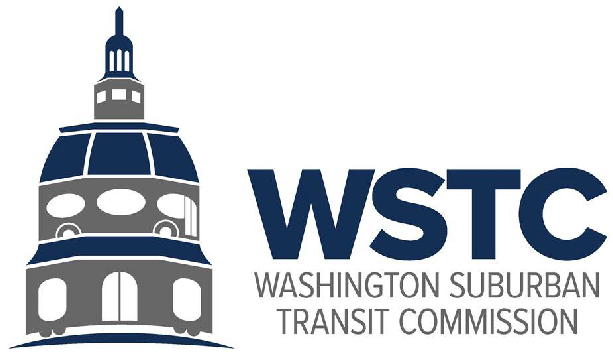 WSTC
WASHINGTON SUBURBAN
TRANSIT COMMISSION